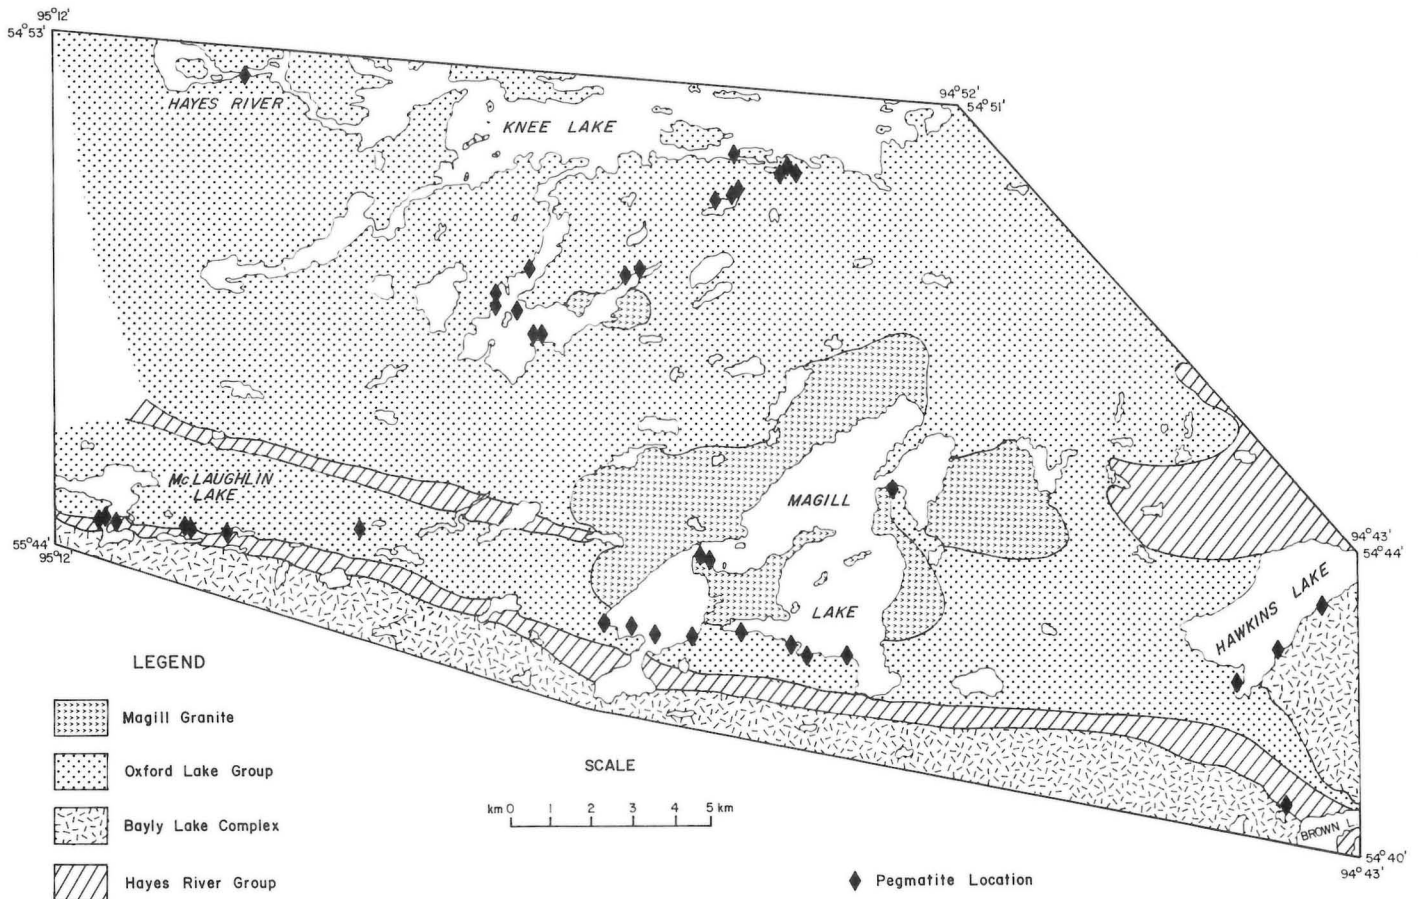 95°12'
54°53'
HAYES RIVER
KNEE LAKE
94°52'
54°51'
McLAUGHLIN
LAKE
MAGILL
LAKE
55°44'
95°12'
94°43'
54°44'
HAWKINS LAKE
BROWN L.
54°40'
94°43'
LEGEND
Magill Granite
Oxford Lake Group
Bayly Lake Complex
Hayes River Group
SCALE
km 0 1 2 3 4 5 km
Pegmatite Location